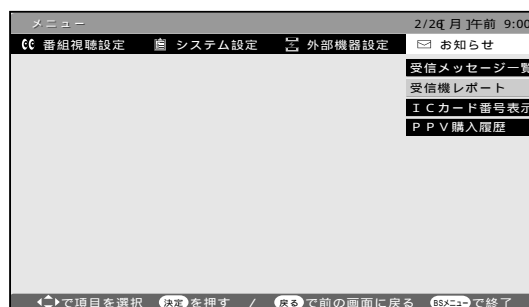 メニュー 2/26[月]午前 9:00
番組視聴設定 システム設定 外部機器設定 お知らせ
受信メッセージ一覧
受信機レポート
ＩＣカード番号表示
ＰＰＶ購入履歴
で項目を選択 決定を押す / 戻るで前の画面に戻る BSメニューで終了